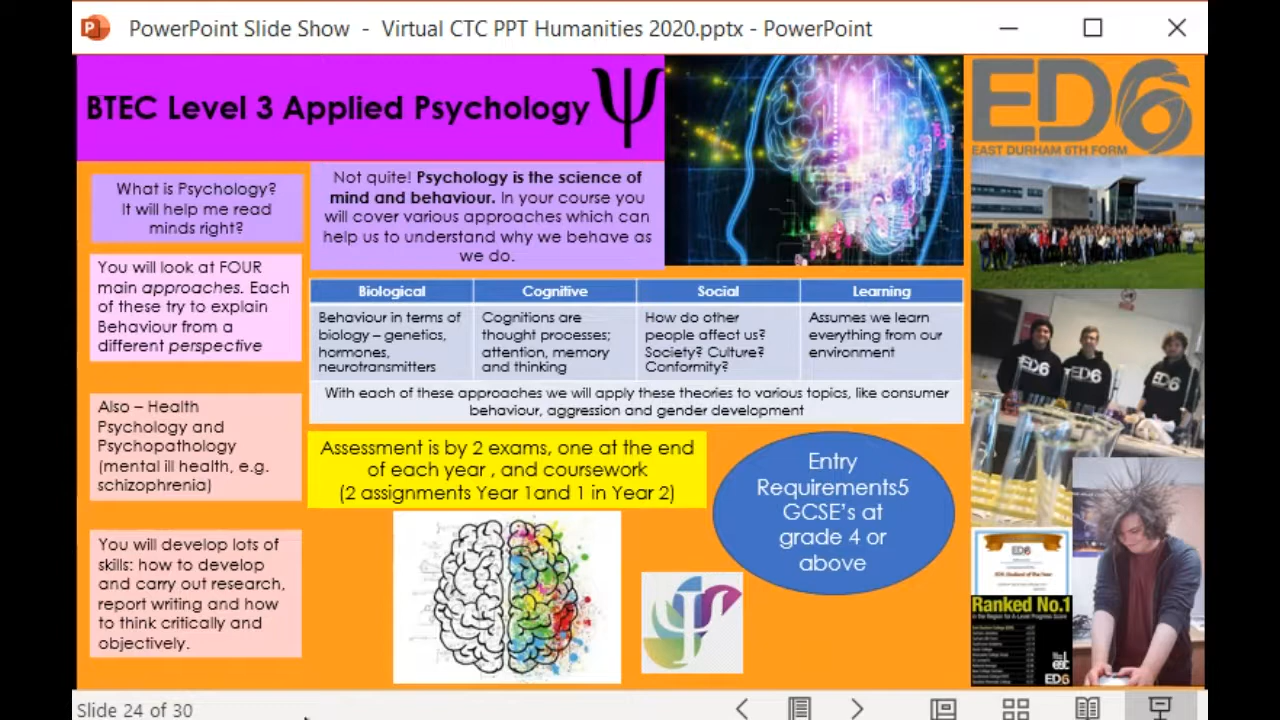 PowerPoint Slide Show - Virtual CTC PPT Humanities 2020.pptx - PowerPoint
BTEC Level 3 Applied Psychology
ED6
EAST DURHAM 6TH FORM
What is Psychology?
It will help me read
minds right?
Not quite! Psychology is the science of
mind and behaviour. In your course you
will cover various approaches which can
help us to understand why we behave as
we do.
You will look at FOUR
main approaches. Each
of these try to explain
Behaviour from a
different perspective
Biological
Cognitive
Social
Learning
Behaviour in terms of
biology – genetics,
hormones,
neurotransmitters
Cognitions are
thought processes;
attention, memory
and thinking
How do other
people affect us?
Society? Culture?
Conformity?
Assumes we learn
everything from our
environment
With each of these approaches we will apply these theories to various topics, like consumer
behaviour, aggression and gender development
Also – Health
Psychology and
Psychopathology
(mental ill health, e.g.
schizophrenia)
Assessment is by 2 exams, one at the end
of each year , and coursework
(2 assignments Year 1and 1 in Year 2)
Entry
Requirements5
GCSE's at
grade 4 or
above
You will develop lots of
skills: how to develop
and carry out research,
report writing and how
to think critically and
objectively.
ED6
ED6
ED6
ED6
Ranked No.1
in the Region for A-Level Progress Score
ED6
Slide 24 of 30